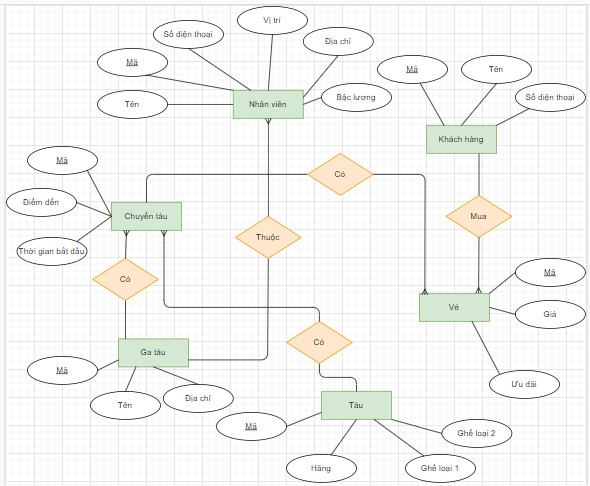 Vị trí
Số điện thoại
Địa chỉ
Mã
Mã
Tên
Tên
Nhân viên
Bậc lương
Số điện thoại
Khách hàng
Mã
Có
Điểm đến
Chuyến tàu
Mua
Thời gian bắt đầu
Thuộc
Mã
Có
Vé
Giá
Có
Ga tàu
Mã
Ưu đãi
Tên
Địa chỉ
Tàu
Mã
Ghế loại 2
Hãng
Ghế loại 1